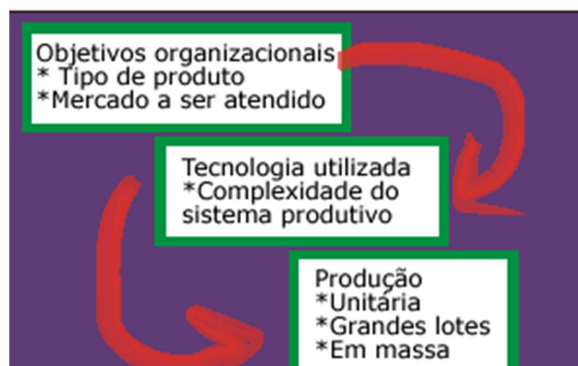 Objetivos organizacionais
* Tipo de produto
*Mercado a ser atendido
Tecnologia utilizada
*Complexidade do
sistema produtivo
Produção
*Unitária
*Grandes lotes
*Em massa